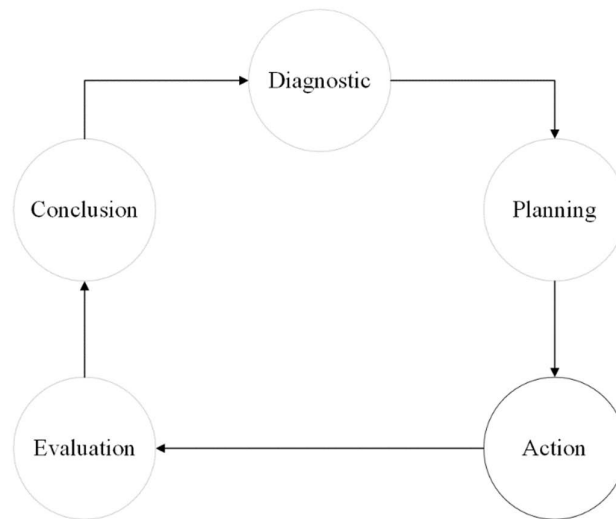 Diagnostic
Conclusion
Planning
Evaluation
Action